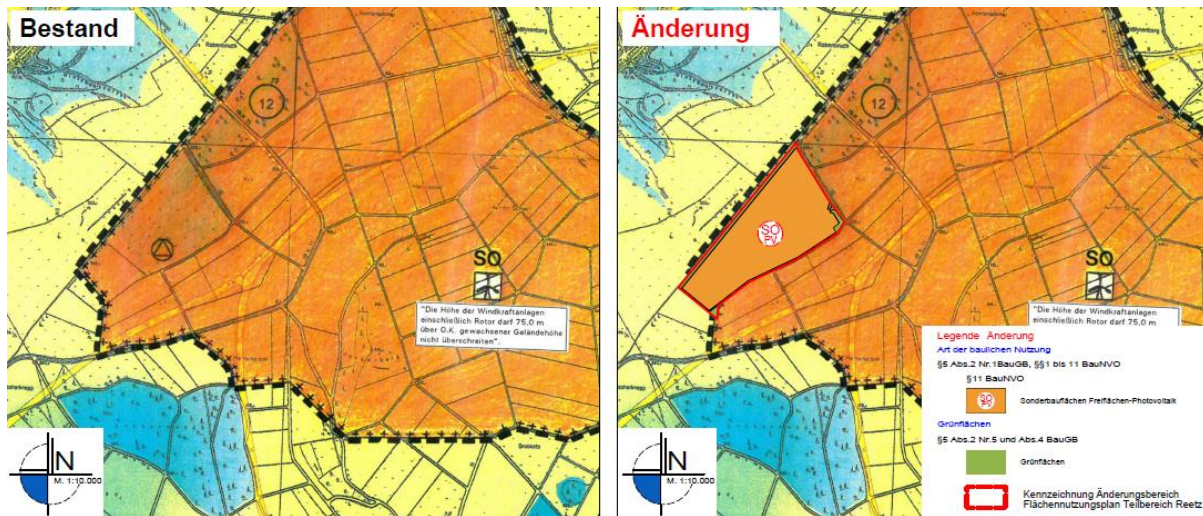 Bestand
12
SO
"Die Höhe der Windkraftanlagen
einschließlich Rotor darf 75,0 m
über O.K. gewachsener Geländehöhe
nicht überschreiten".
N
M. 1:10.000
Änderung
12
SO
PV
SO
"Die Höhe der Windkraftanlagen
einschließlich Rotor darf 75,0 m
Legende Änderung
Art der baulichen Nutzung
§5 Abs.2 Nr.1BauGB, §§1 bis 11 BauNVO
§11 BauNVO
SO
PV
Sonderbauflächen Freiflächen-Photovoltaik
Grünflächen
§5 Abs.2 Nr.5 und Abs.4 BauGB
Grünflächen
Kennzeichnung Änderungsbereich
Flächennutzungsplan Teilbereich Reetz
N
M. 1:10.000